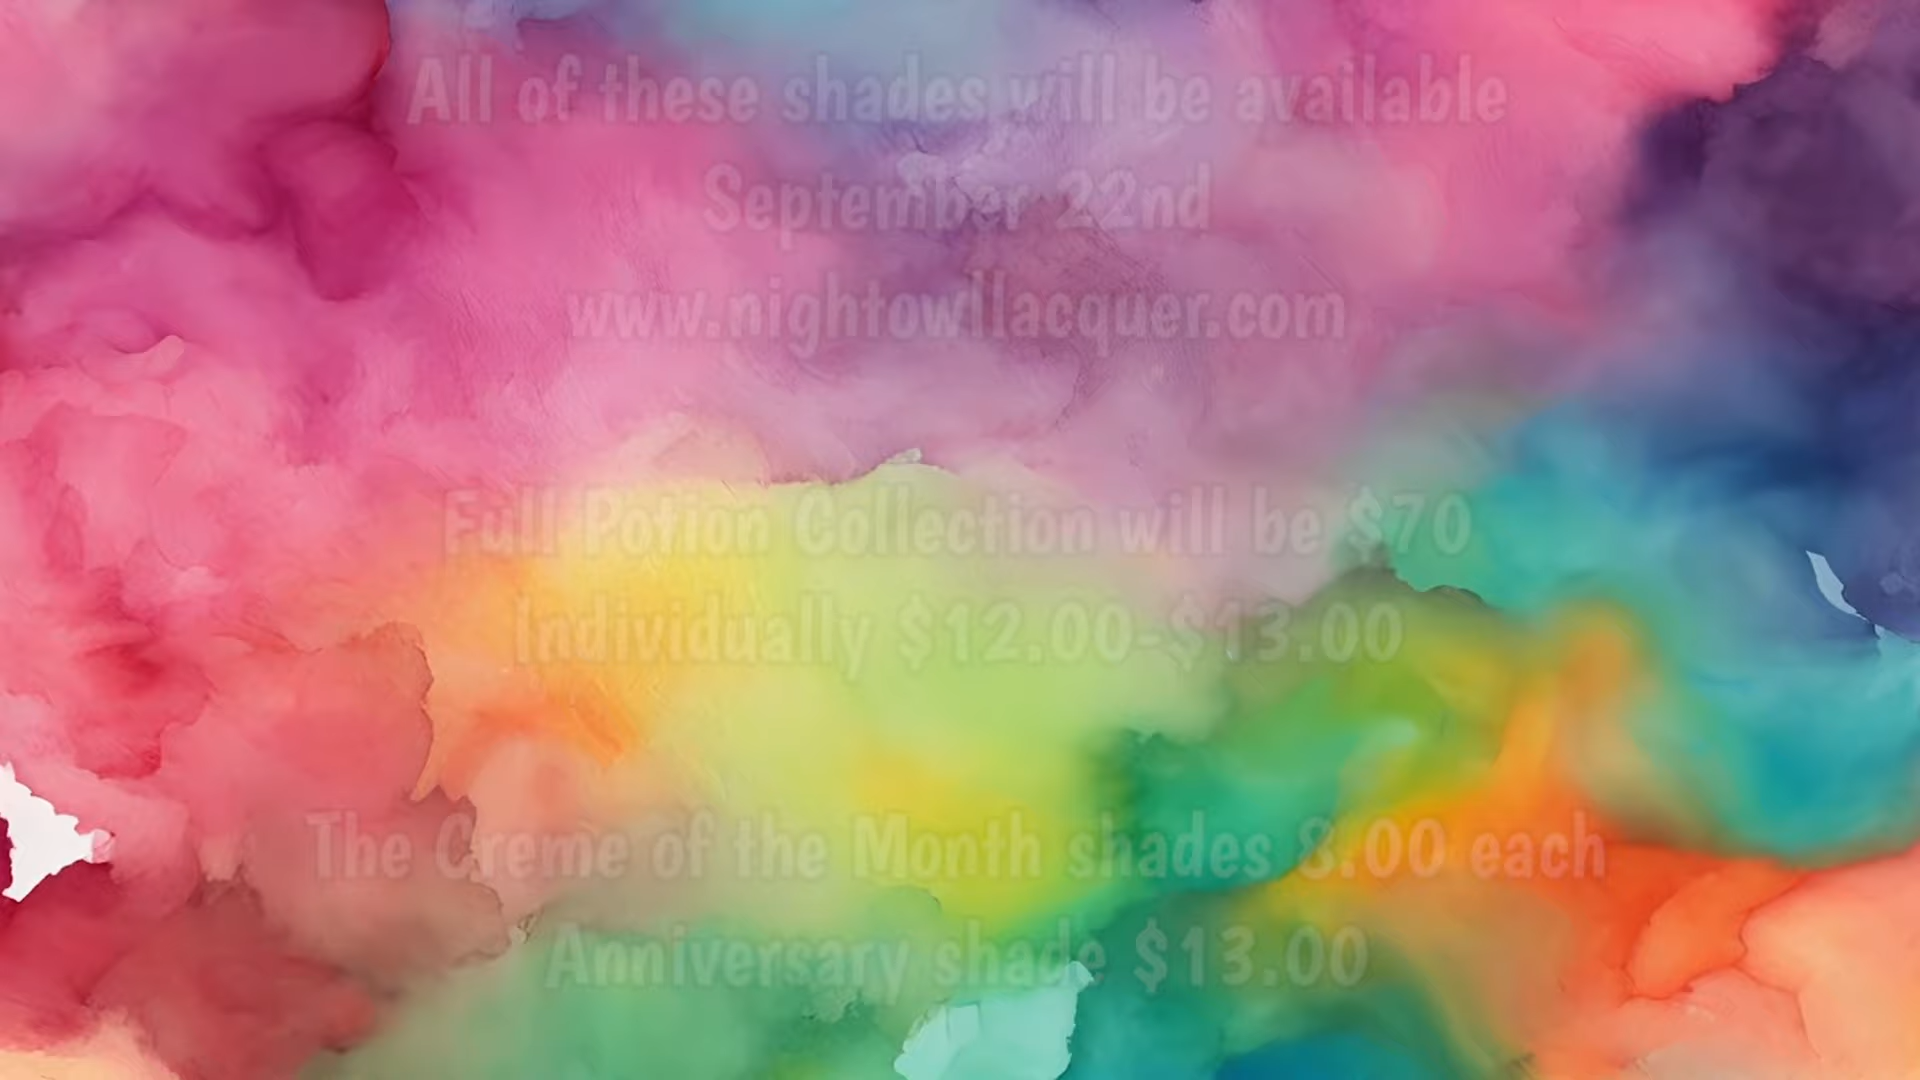 All of these shades will be available
September 22nd
www.nightowllacquer.com
Full Potion Collection will be $70
Individually $12.00-$13.00
The Creme of the Month shades 8.00 each
Anniversary shade $13.00